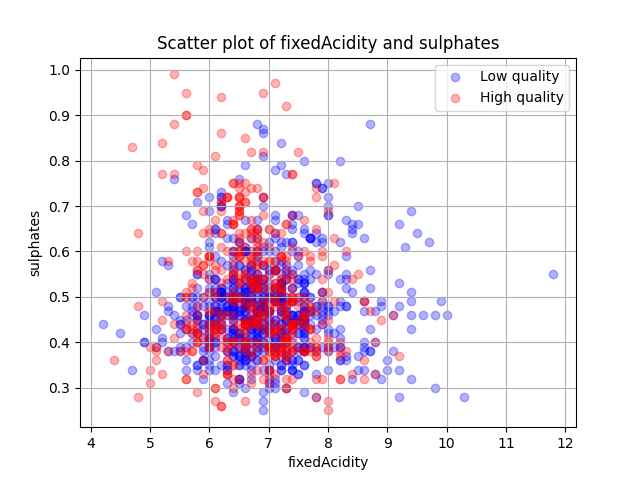 Scatter plot of fixedAcidity and sulphates
Low quality
High quality
sulphates
1.0
0.9
0.8
0.7
0.6
0.5
0.4
0.3
4 5 6 7 8 9 10 11 12
fixedAcidity